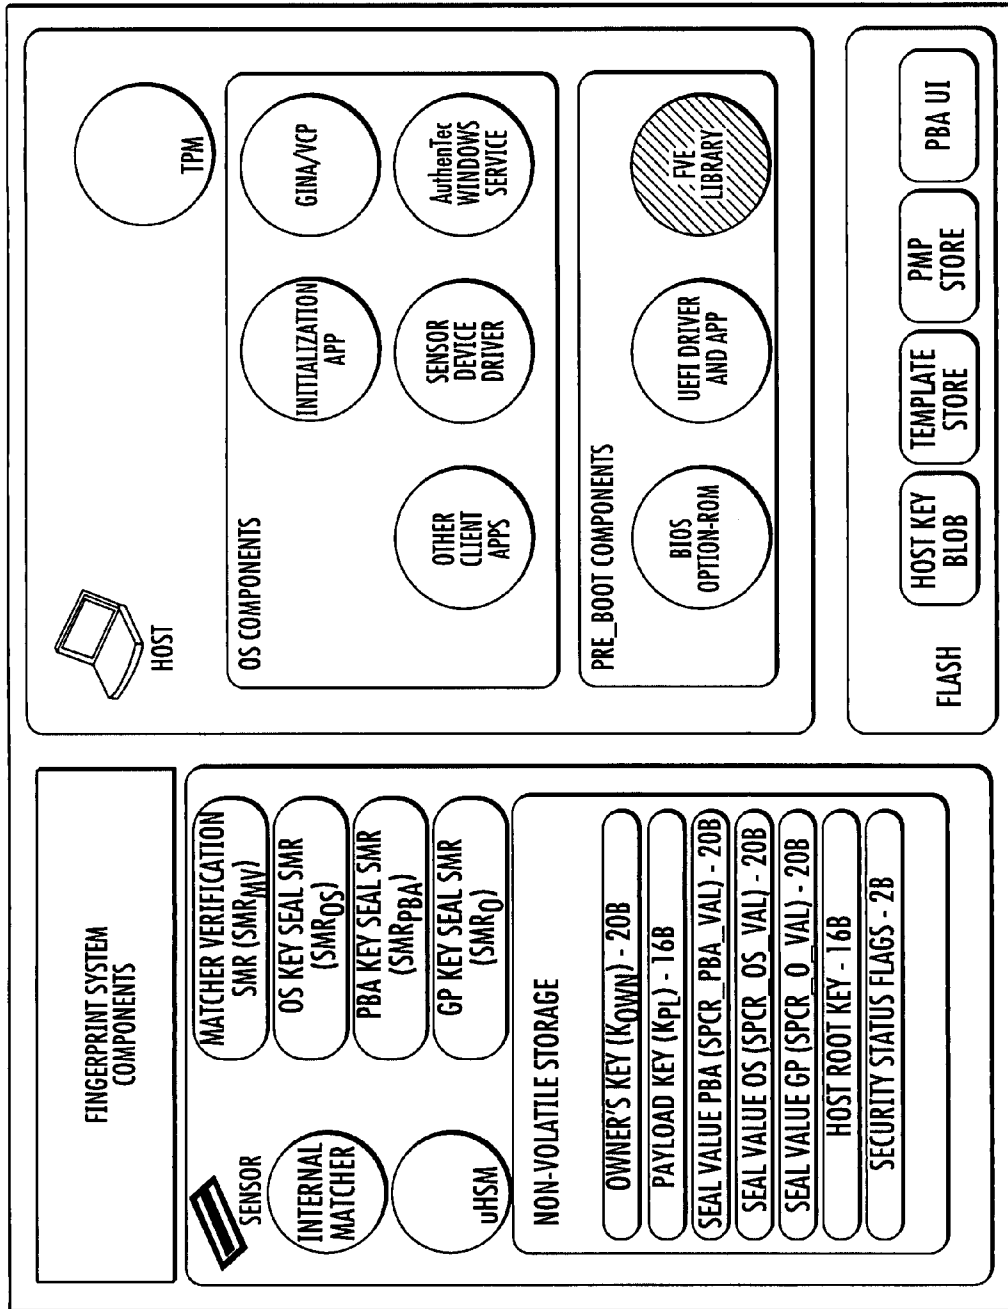 FINGERPRINT SYSTEM
COMPONENTS
SENSOR
INTERNAL
MATCHER
uHSM
MATCHER VERIFICATION
SMR (SMRMV)
OS KEY SEAL SMR
(SMROS)
PBA KEY SEAL SMR
(SMRPBA)
GP KEY SEAL SMR
(SMRO)
NON-VOLATILE STORAGE
OWNER'S KEY (KOWN) - 20B
PAYLOAD KEY (KPL) - 16B
SEAL VALUE PBA (SPCR_PBA_VAL) - 20B
SEAL VALUE OS (SPCR_OS_VAL) - 20B
SEAL VALUE GP (SPCR_O_VAL) - 20B
HOST ROOT KEY - 16B
SECURITY STATUS FLAGS - 2B
HOST
TPM
OS COMPONENTS
INITIALIZATION
APP
GINA/VCP
OTHER
CLIENT
APPS
SENSOR
DEVICE
DRIVER
AuthenTec
WINDOWS
SERVICE
PRE_BOOT COMPONENTS
BIOS
OPTION-ROM
UEFI DRIVER
AND APP
FVE
LIBRARY
FLASH
HOST KEY
BLOB
TEMPLATE
STORE
PMP
STORE
PBA UI